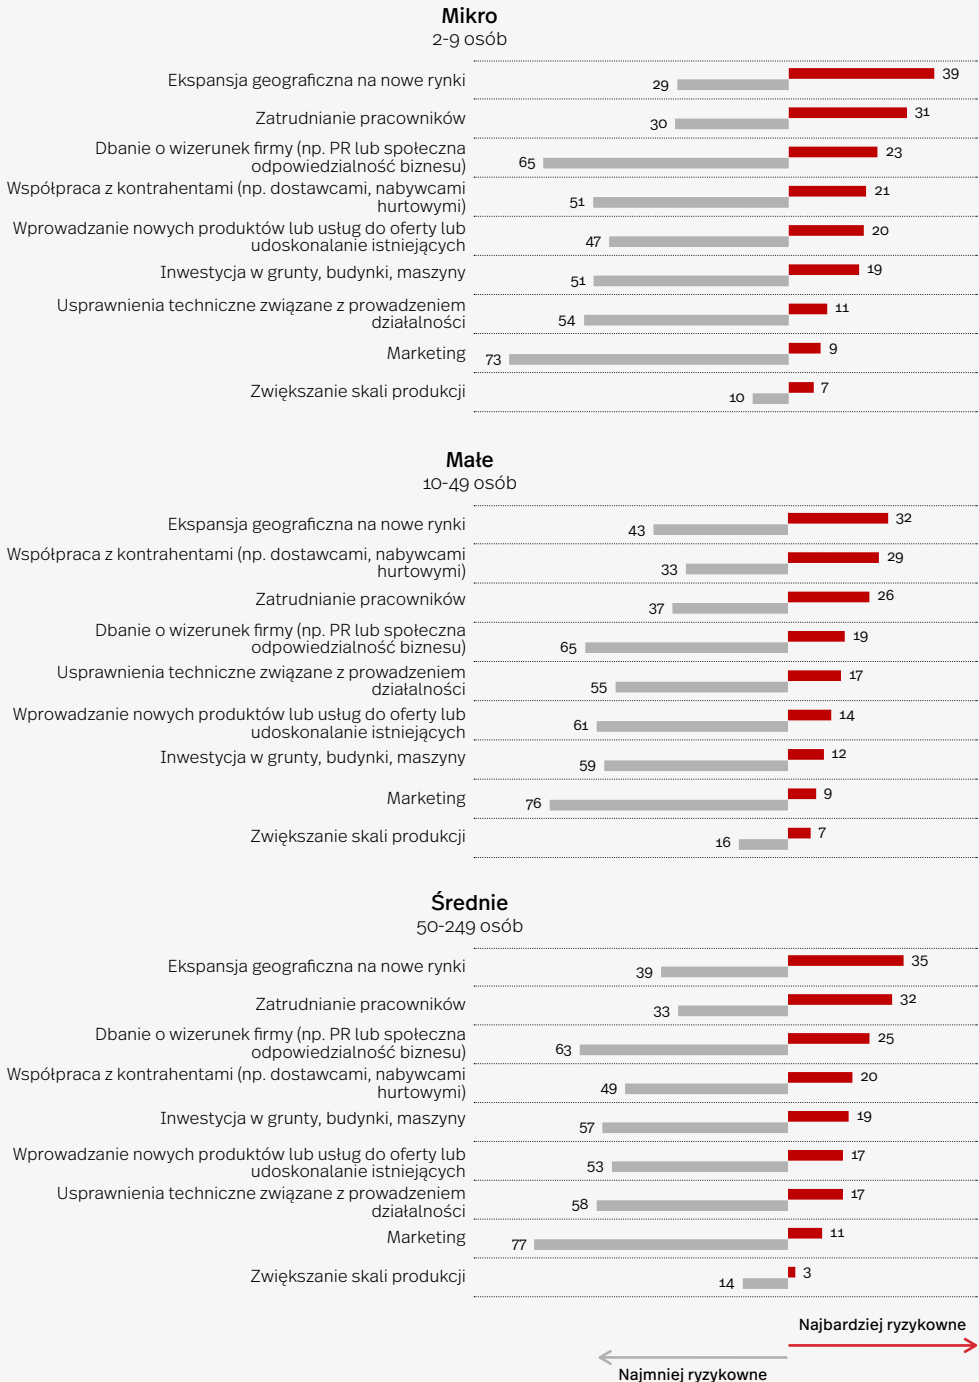 Mikro
2-9 osób
Ekspansja geograficzna na nowe rynki
39
29
Zatrudnianie pracowników
31
30
Dbanie o wizerunek firmy (np. PR lub społeczna
odpowiedzialność biznesu)
23
65
Współpraca z kontrahentami (np. dostawcami, nabywcami
hurtowymi)
21
51
Wprowadzanie nowych produktów lub usług do oferty lub
udoskonalanie istniejących
20
47
Inwestycja w grunty, budynki, maszyny
19
51
Usprawnienia techniczne związane z prowadzeniem
działalności
11
54
Marketing
9
73
Zwiększanie skali produkcji
7
10
Małe
10-49 osób
Ekspansja geograficzna na nowe rynki
32
43
Współpraca z kontrahentami (np. dostawcami, nabywcami
hurtowymi)
29
33
Zatrudnianie pracowników
26
37
Dbanie o wizerunek firmy (np. PR lub społeczna
odpowiedzialność biznesu)
19
65
Usprawnienia techniczne związane z prowadzeniem
działalności
17
55
Wprowadzanie nowych produktów lub usług do oferty lub
udoskonalanie istniejących
14
61
Inwestycja w grunty, budynki, maszyny
12
59
Marketing
9
76
Zwiększanie skali produkcji
7
16
Średnie
50-249 osób
Ekspansja geograficzna na nowe rynki
35
39
Zatrudnianie pracowników
32
33
Dbanie o wizerunek firmy (np. PR lub społeczna
odpowiedzialność biznesu)
25
63
Współpraca z kontrahentami (np. dostawcami, nabywcami
hurtowymi)
20
49
Inwestycja w grunty, budynki, maszyny
19
57
Wprowadzanie nowych produktów lub usług do oferty lub
udoskonalanie istniejących
17
53
Usprawnienia techniczne związane z prowadzeniem
działalności
17
58
Marketing
11
77
Zwiększanie skali produkcji
3
14
Najbardziej ryzykowne
Najmniej ryzykowne